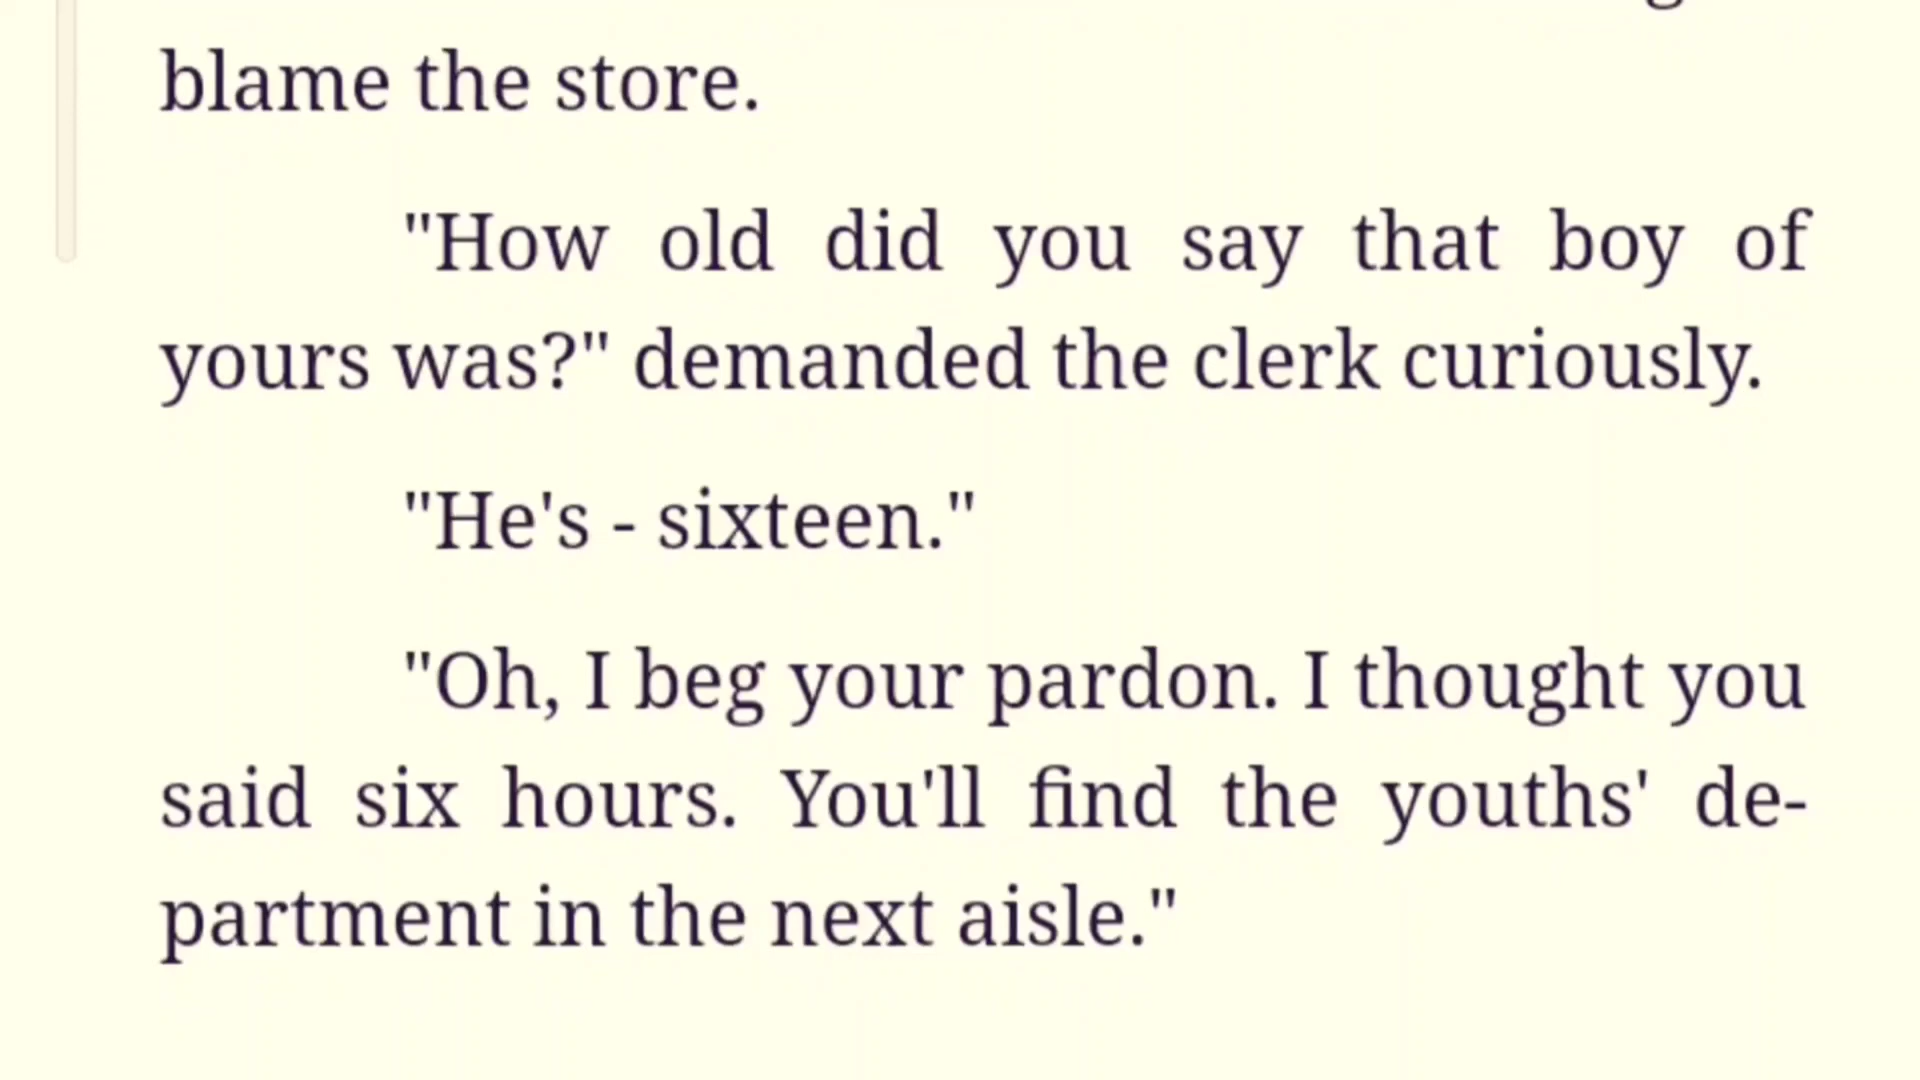 blame the store.
"How old did you say that boy of
yours was?" demanded the clerk curiously.
"He's - sixteen."
"Oh, I beg your pardon. I thought you
said six hours. You'll find the youths' de-
partment in the next aisle."